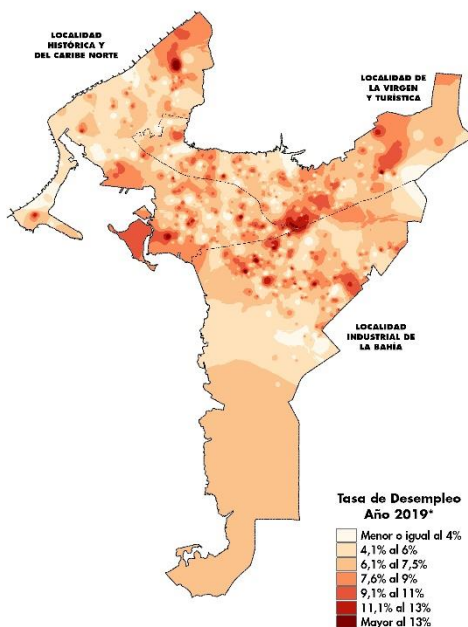 LOCALIDAD
HISTÓRICA Y
DEL CARIBE NORTE
LOCALIDAD DE
LA VIRGEN
Y TURÍSTICA
LOCALIDAD
INDUSTRIAL DE
LA BAHÍA
Tasa de Desempleo
Año 2019*
Menor o igual al 4%
4,1% al 6%
6,1% al 7,5%
7,6% al 9%
9,1% al 11%
11,1% al 13%
Mayor al 13%